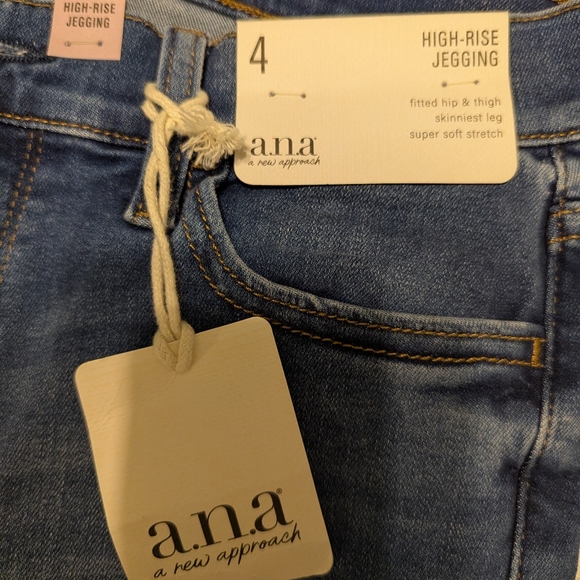 HIGH-RISE
JEGGING
4
HIGH-RISE
JEGGING
fitted hip & thigh
skinniest leg
super soft stretch
a.n.a®
a new approach
a.n.a®
a new approach